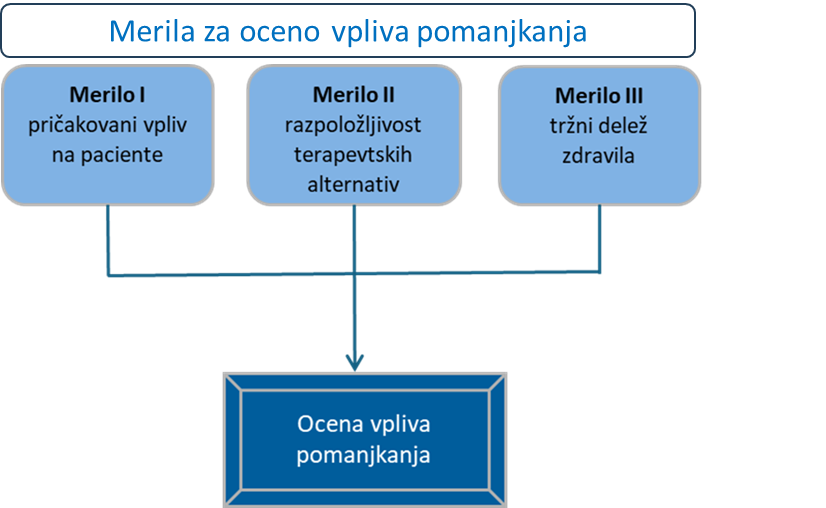 Merila za oceno vpliva pomanjkanja
Merilo I
pričakovani vpliv
na paciente
Merilo II
razpoložljivost
terapevtskih
alternativ
Merilo III
tržni delež
zdravila
Ocena vpliva
pomanjkanja